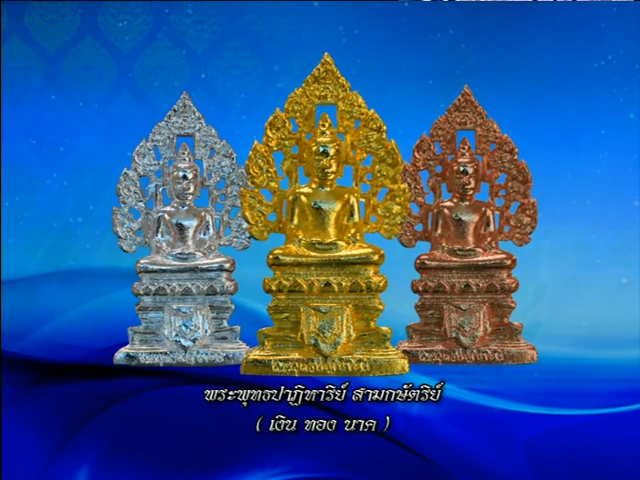 พระพุทธปาฏิหาริย์ สามกษัตริย์
( เงิน ทอง นาค )